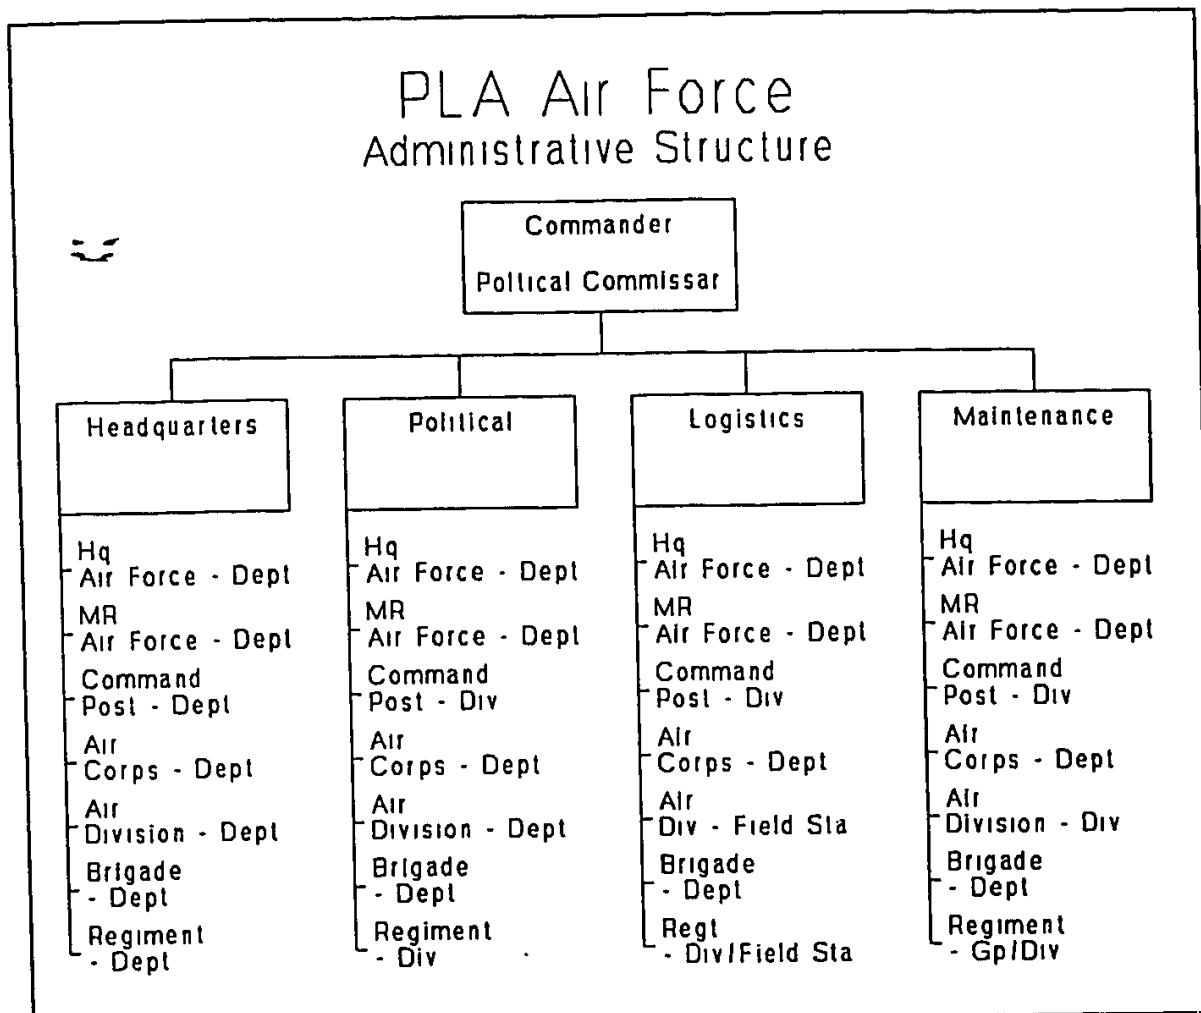 PLA Air Force
Administrative Structure
Commander
Poltical Commissar
Headquarters
Hq
Air Force - Dept
MR
Air Force - Dept
Command
Post - Dept
Air
Corps - Dept
Air
Division - Dept
Brigade
- Dept
Regiment
- Dept
Political
Hq
Air Force - Dept
MR
Air Force - Dept
Command
Post - Div
Air
Corps - Dept
Air
Division - Dept
Brigade
- Dept
Regiment
- Div
Logistics
Hq
Air Force - Dept
MR
Air Force - Dept
Command
Post - Div
Air
Corps - Dept
Air
Div - Field Sta
Brigade
- Dept
Regt
- Div/Field Sta
Maintenance
Hq
Air Force - Dept
MR
Air Force - Dept
Command
Post - Div
Air
Corps - Dept
Air
Division - Div
Brigade
- Dept
Regiment
- Gp/Div